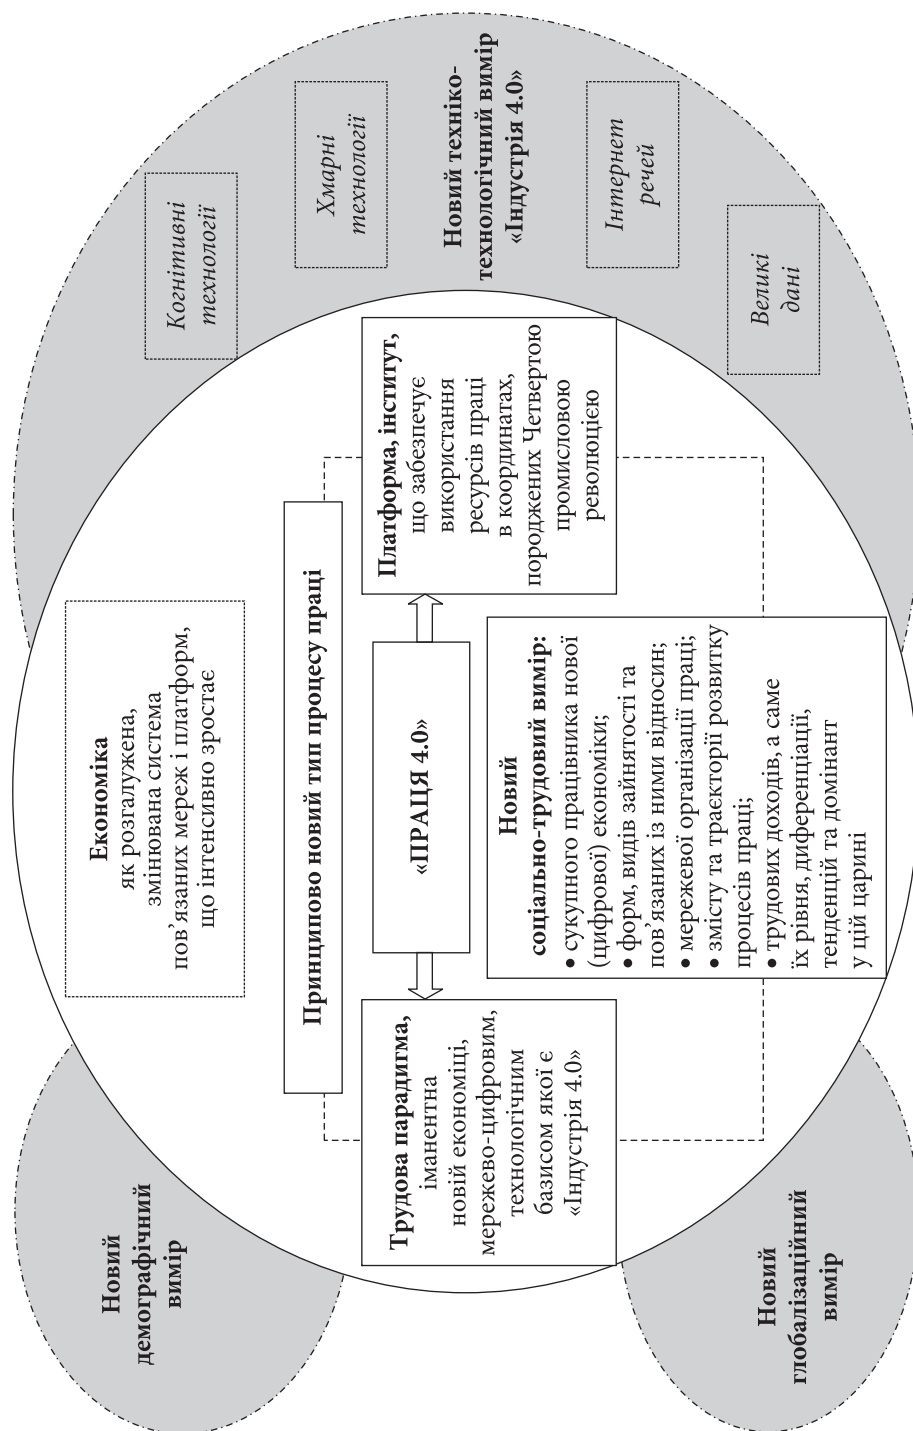 Новий
демографічний
вимір
Новий
глобалізаційний
вимір
Економіка
як розгалужена,
змінювана система
пов’язаних мереж і платформ,
що інтенсивно зростає
Принципово новий тип процесу праці
Трудова парадигма,
іманентна
новій економіці,
мережево-цифровим,
технологічним
базисом якої є
«Індустрія 4.0»
«ПРАЦЯ 4.0»
Платформа, інститут,
що забезпечує
використання
ресурсів праці
в координатах,
породжених Четвертою
промисловою
революцією
Новий
соціально-трудовий вимір:
• сукупного працівника нової
(цифрової) економіки;
• форм, видів зайнятості та
пов’язаних із ними відносин;
• мережевої організації праці;
• змісту та траєкторії розвитку
процесів праці;
• трудових доходів, а саме
їх рівня, диференціації,
тенденцій та домінант
у цій царині
Когнітивні
технології
Хмарні
технології
Новий техніко-
технологічний вимір
«Індустрія 4.0»
Інтернет
речей
Великі
дані